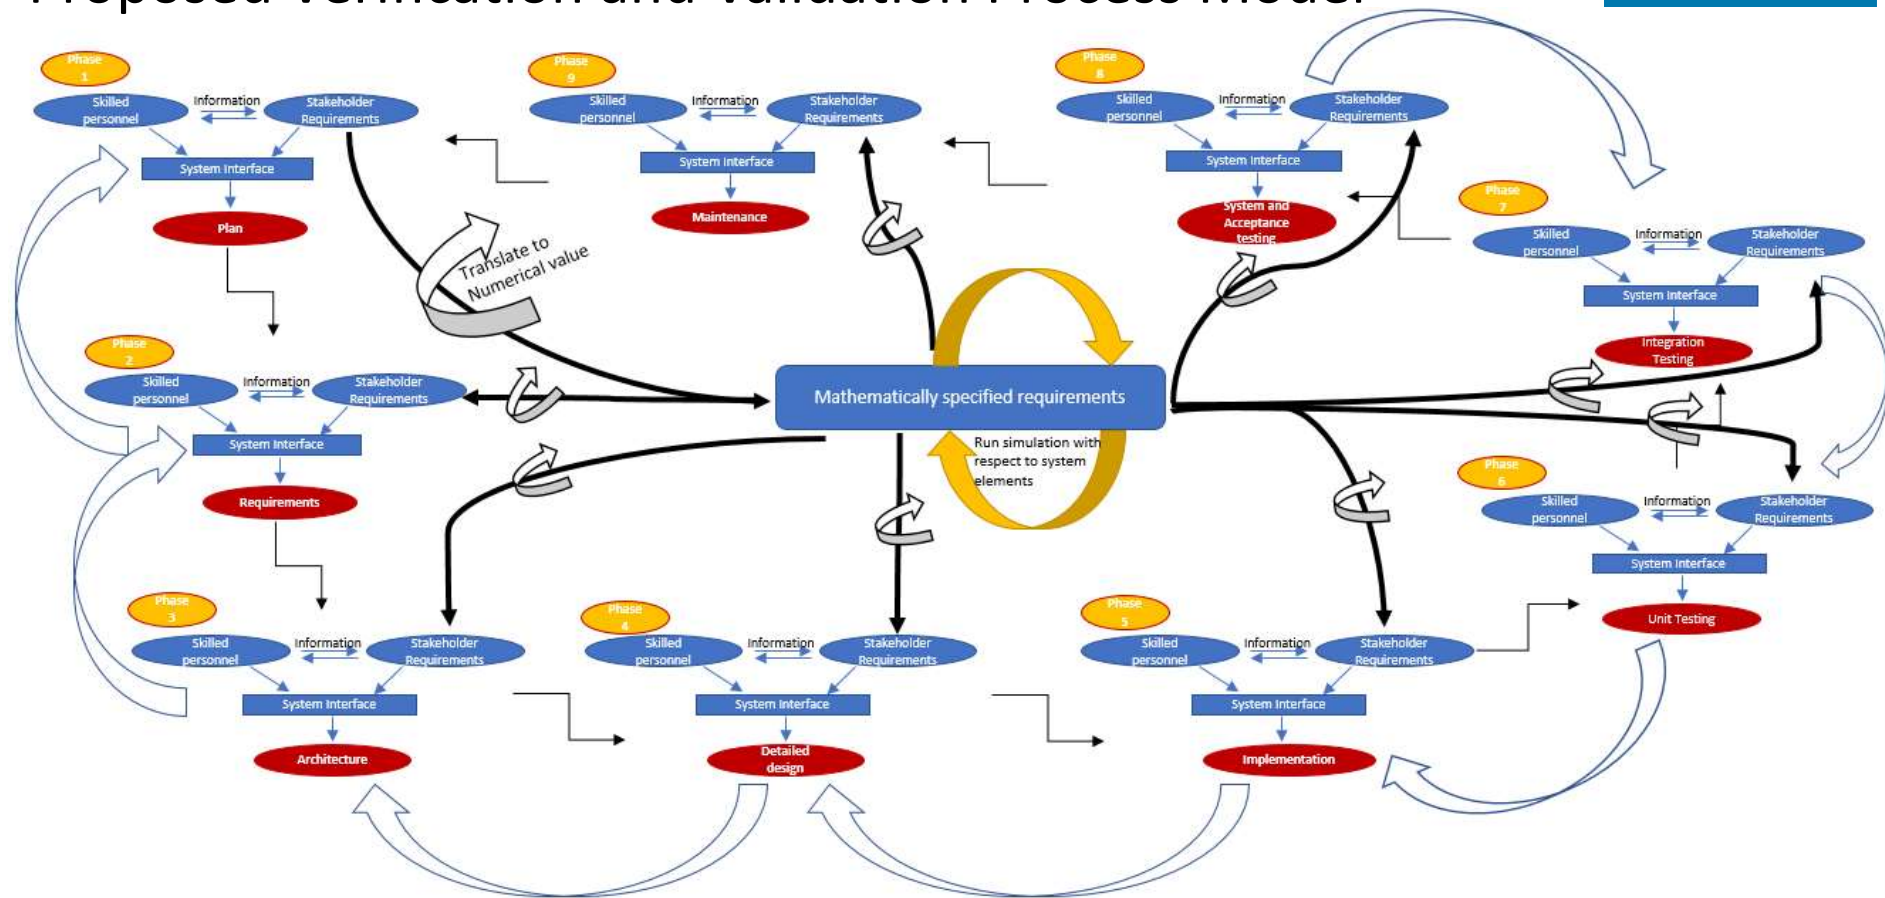 Proposed Verification and Validation Process Model
Phase
1
Skilled
personnel
Information
Stakeholder
Requirements
System Interface
Plan
Phase
9
Skilled
personnel
Information
Stakeholder
Requirements
System Interface
Maintenance
Phase
8
Skilled
personnel
Information
Stakeholder
Requirements
System Interface
System and
Acceptance
testing
Phase
7
Skilled
personnel
Information
Stakeholder
Requirements
System Interface
Integration
Testing
Translate to
Numerical value
Phase
2
Skilled
personnel
Information
Stakeholder
Requirements
System Interface
Requirements
Mathematically specified requirements
Run simulation with
respect to system
elements
Phase
6
Skilled
personnel
Information
Stakeholder
Requirements
System Interface
Unit Testing
Phase
3
Skilled
personnel
Information
Stakeholder
Requirements
System Interface
Architecture
Phase
4
Skilled
personnel
Information
Stakeholder
Requirements
System Interface
Detailed
design
Phase
5
Skilled
personnel
Information
Stakeholder
Requirements
System Interface
Implementation